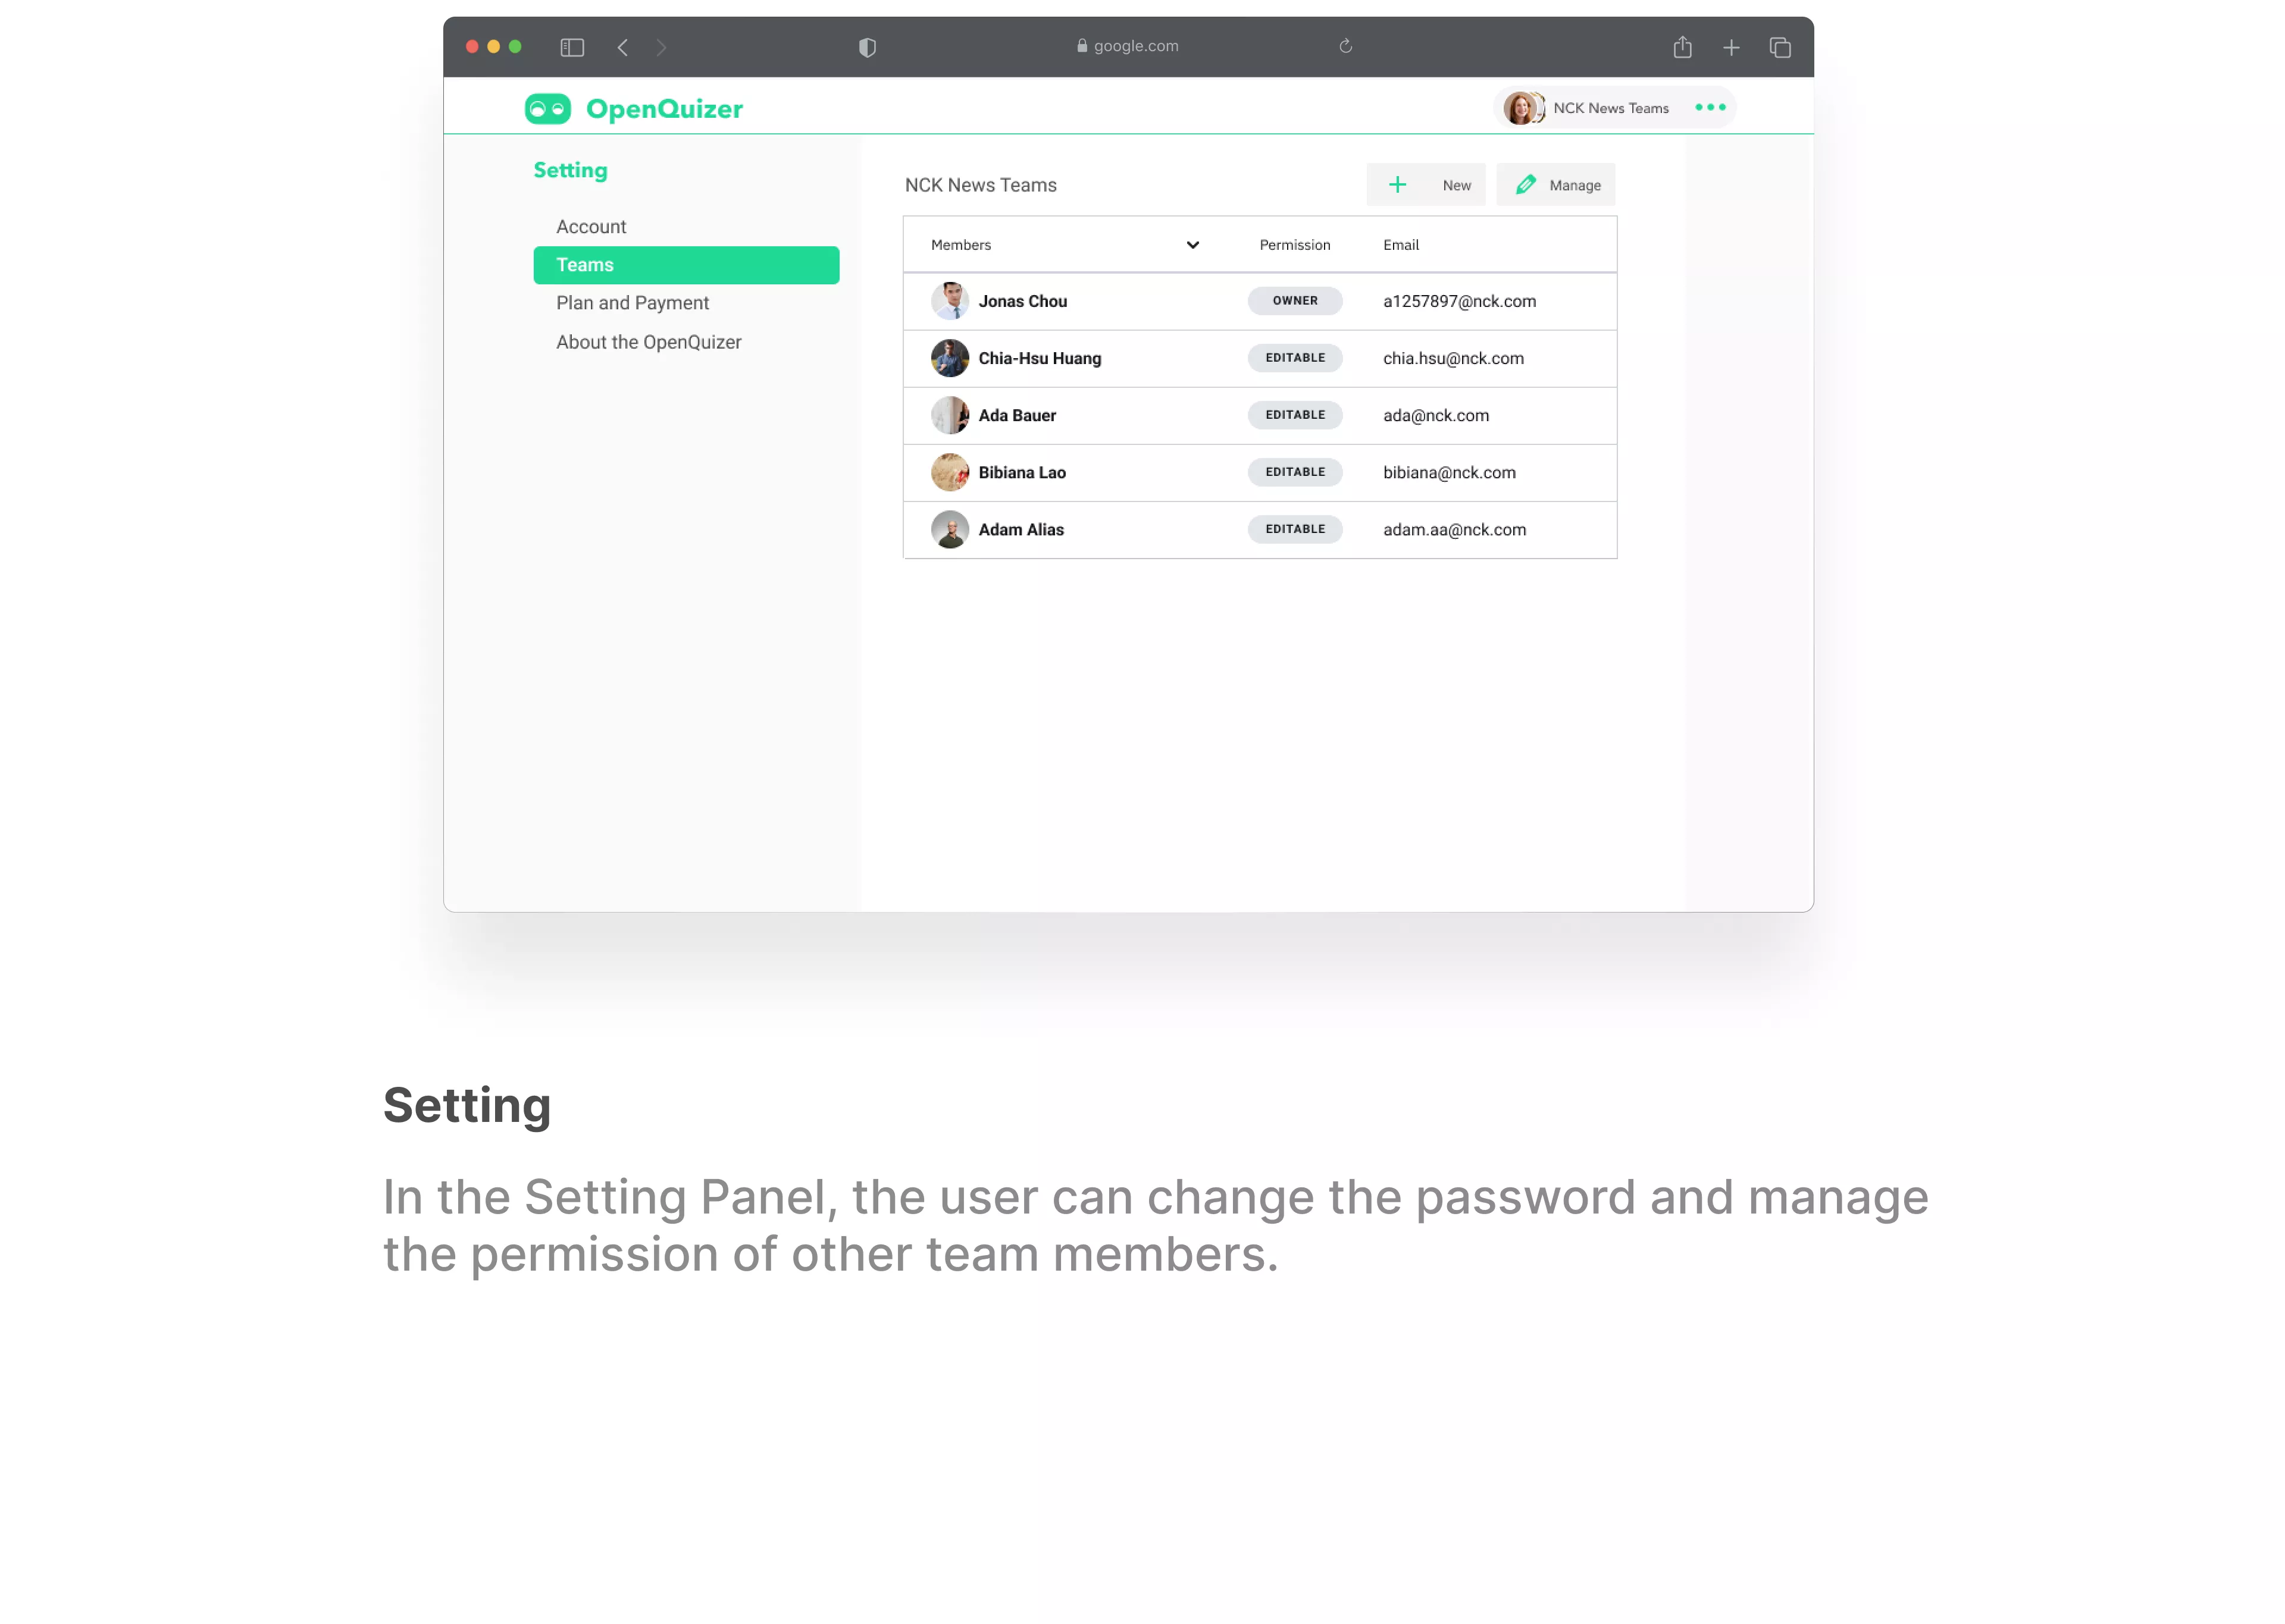 google.com
OpenQuizer
NCK News Teams
Setting
Account
Teams
Plan and Payment
About the OpenQuizer
NCK News Teams
New
Manage
Members Permission Email
Jonas Chou OWNER a1257897@nck.com
Chia-Hsu Huang EDITABLE chia.hsu@nck.com
Ada Bauer EDITABLE ada@nck.com
Bibiana Lao EDITABLE bibiana@nck.com
Adam Alias EDITABLE adam.aa@nck.com
Setting
In the Setting Panel, the user can change the password and manage
the permission of other team members.